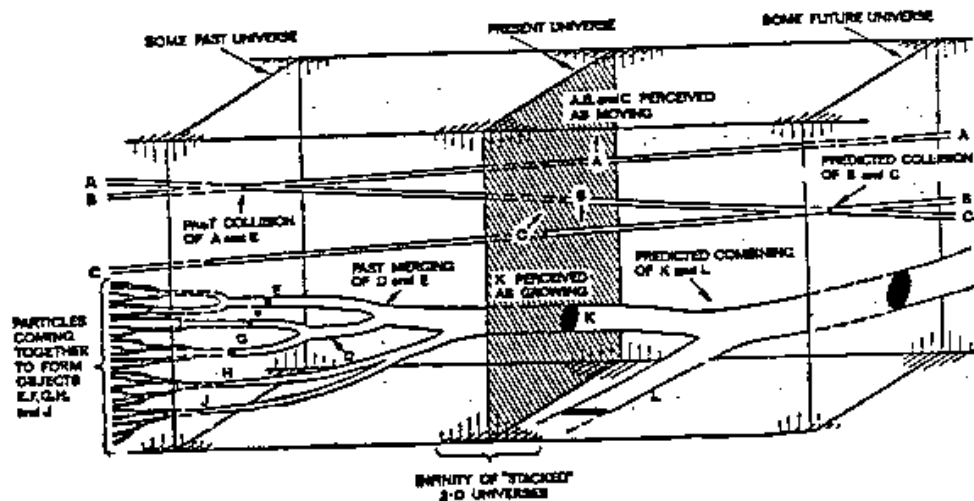 SOME PAST UNIVERSE
PRESENT UNIVERSE
SOME FUTURE UNIVERSE
A,B, and C PERCEIVED
AS MOVING
A
A
A
B
PREDICTED COLLISION
OF B and C
B
B
C
C
PAST COLLISION
OF A and B
C
PAST MERGING
OF D and E
K PERCEIVED
AS GROWING
PREDICTED COMBINING
OF K and L
PARTICLES
COMING
TOGETHER
TO FORM
OBJECTS
E,F,G,H,
and J
F
G
E
D
H
J
K
L
INFINITY OF "STACKED"
2-D UNIVERSES